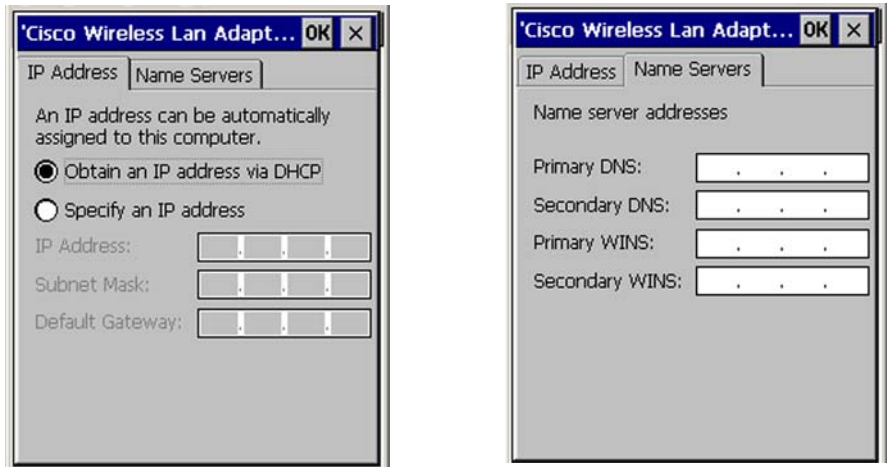 'Cisco Wireless Lan Adapt... OK ×
IP Address Name Servers
An IP address can be automatically
assigned to this computer.
Obtain an IP address via DHCP
Specify an IP address
IP Address: . . .
Subnet Mask: . . .
Default Gateway: . . .
'Cisco Wireless Lan Adapt... OK ×
IP Address Name Servers
Name server addresses
Primary DNS: . . .
Secondary DNS: . . .
Primary WINS: . . .
Secondary WINS: . . .